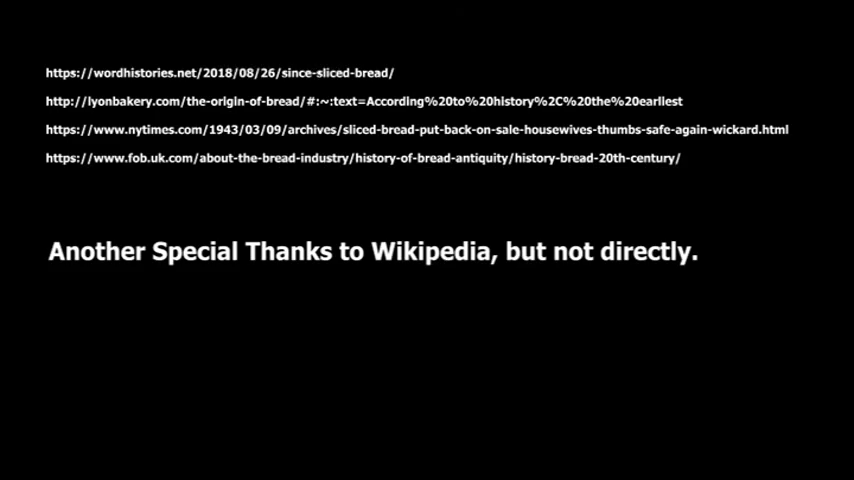 https://wordhistories.net/2018/08/26/since-sliced-bread/
http://lyonbakery.com/the-origin-of-bread/#:~:text=According%20to%20history%2C%20the%20earliest
https://www.nytimes.com/1943/03/09/archives/sliced-bread-put-back-on-sale-housewives-thumbs-safe-again-wickard.html
https://www.fob.uk.com/about-the-bread-industry/history-of-bread-antiquity/history-bread-20th-century/
Another Special Thanks to Wikipedia, but not directly.